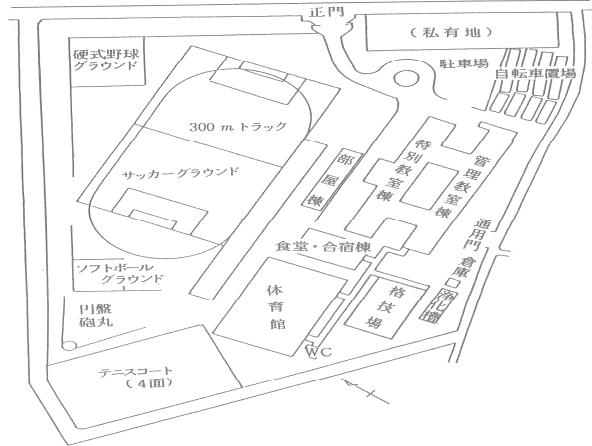 正門
(私有地)
硬式野球
グラウンド
駐車場
自転車置場
300mトラック
サッカーグラウンド
部屋棟
特別教室棟
管理教室棟
通用門
食堂・合宿棟
倉庫
浄化槽
ソフトボール
グラウンド
体育館
格技場
円盤
砲丸
WC
テニスコート
(4面)